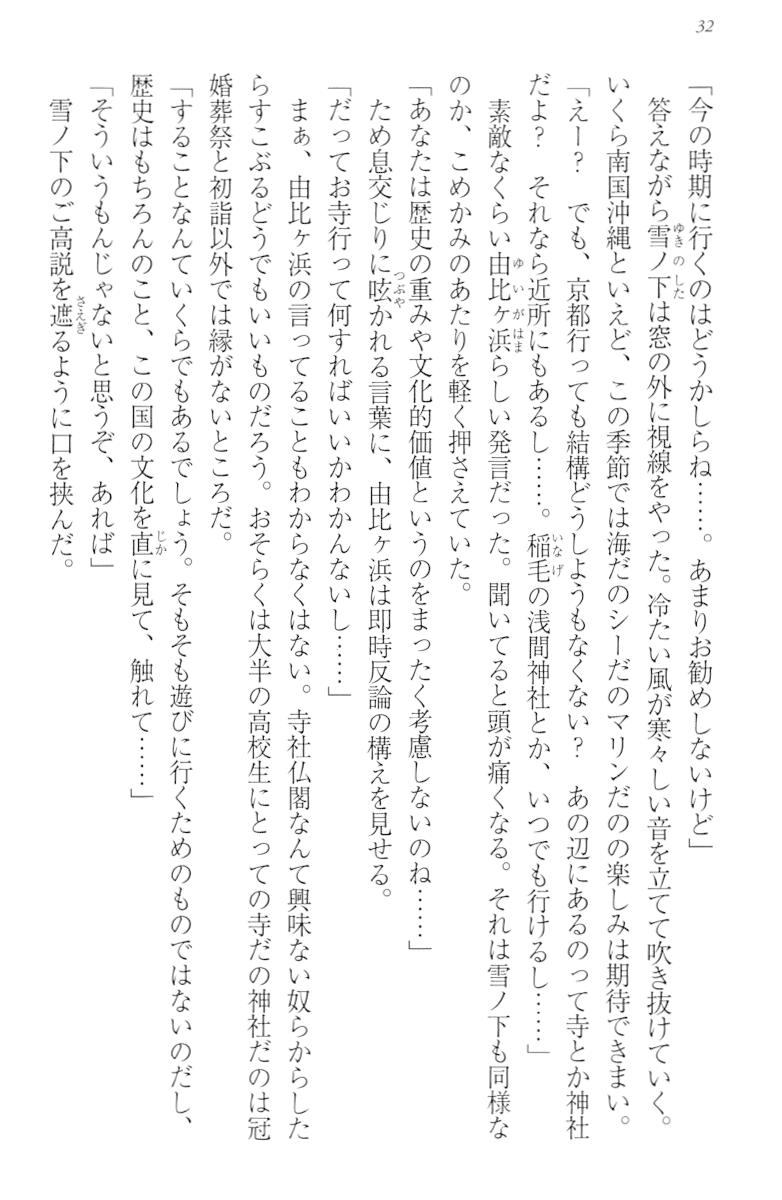 32
「今の時期に行くのはどうかしらね……。あまりお勧めしないけど」
　答えながら雪ノ下は窓の外に視線をやった。冷たい風が寒々しい音を立てて吹き抜けていく。
いくら南国沖縄といえど、この季節では海だのシーだのマリンだのの楽しみは期待できまい。
「えー？　でも、京都行っても結構どうしようもなくない？　あの辺にあるのって寺とか神社
だよ？　それなら近所にもあるし……。稲毛の浅間神社とか、いつでも行けるし……」
　素敵なくらい由比ヶ浜らしい発言だった。聞いてると頭が痛くなる。それは雪ノ下も同様な
のか、こめかみのあたりを軽く押さえていた。
「あなたは歴史の重みや文化的価値というのをまったく考慮しないのね……」
　ため息交じりに呟かれる言葉に、由比ヶ浜は即時反論の構えを見せる。
「だってお寺行って何すればいいかわかんないし……」
　まぁ、由比ヶ浜の言ってることもわからなくはない。寺社仏閣なんて興味ない奴らからした
らすこぶるどうでもいいものだろう。おそらくは大半の高校生にとっての寺だの神社だのは冠
婚葬祭と初詣以外では縁がないところだ。
「することなんていくらでもあるでしょう。そもそも遊びに行くためのものではないのだし、
歴史はもちろんのこと、この国の文化を直に見て、触れて……」
「そういうもんじゃないと思うぞ、あれば」
　雪ノ下のご高説を遮るように口を挟んだ。